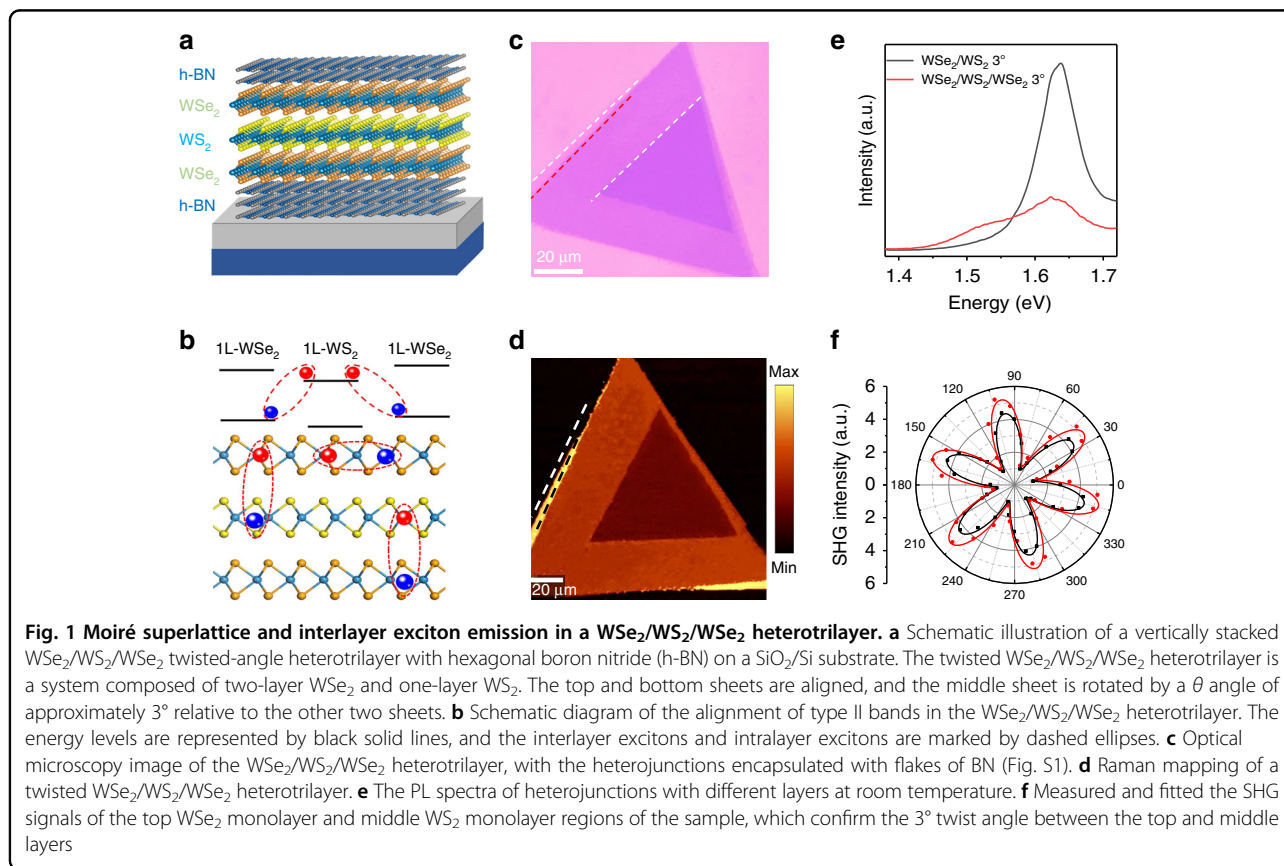 a
h-BN
WSe₂
WS₂
WSe₂
h-BN
b
1L-WSe₂ 1L-WS₂ 1L-WSe₂
c
20 μm
d
Max
Min
20 μm
e
WSe₂/WS₂ 3°
WSe₂/WS₂/WSe₂ 3°
Intensity (a.u.)
1.4 1.5 1.6 1.7
Energy (eV)
f
SHG intensity (a.u.)
6
4
2
0
2
4
6
0
30
60
90
120
150
180
210
240
270
300
330
Fig. 1 Moiré superlattice and interlayer exciton emission in a WSe₂/WS₂/WSe₂ heterotrilayer. a Schematic illustration of a vertically stacked
WSe₂/WS₂/WSe₂ twisted-angle heterotrilayer with hexagonal boron nitride (h-BN) on a SiO₂/Si substrate. The twisted WSe₂/WS₂/WSe₂ heterotrilayer is
a system composed of two-layer WSe₂ and one-layer WS₂. The top and bottom sheets are aligned, and the middle sheet is rotated by a θ angle of
approximately 3° relative to the other two sheets. b Schematic diagram of the alignment of type II bands in the WSe₂/WS₂/WSe₂ heterotrilayer. The
energy levels are represented by black solid lines, and the interlayer excitons and intralayer excitons are marked by dashed ellipses. c Optical
microscopy image of the WSe₂/WS₂/WSe₂ heterotrilayer, with the heterojunctions encapsulated with flakes of BN (Fig. S1). d Raman mapping of a
twisted WSe₂/WS₂/WSe₂ heterotrilayer. e The PL spectra of heterojunctions with different layers at room temperature. f Measured and fitted the SHG
signals of the top WSe₂ monolayer and middle WS₂ monolayer regions of the sample, which confirm the 3° twist angle between the top and middle
layers